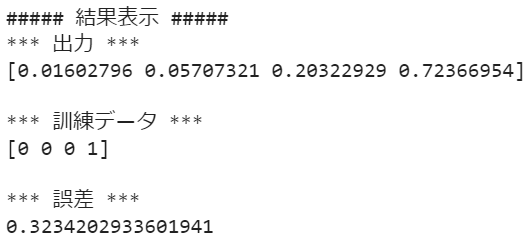 ##### 結果表示 #####
*** 出力 ***
[0.01602796 0.05707321 0.20322929 0.72366954]
*** 訓練データ ***
[0 0 0 1]
*** 誤差 ***
0.3234202933601941